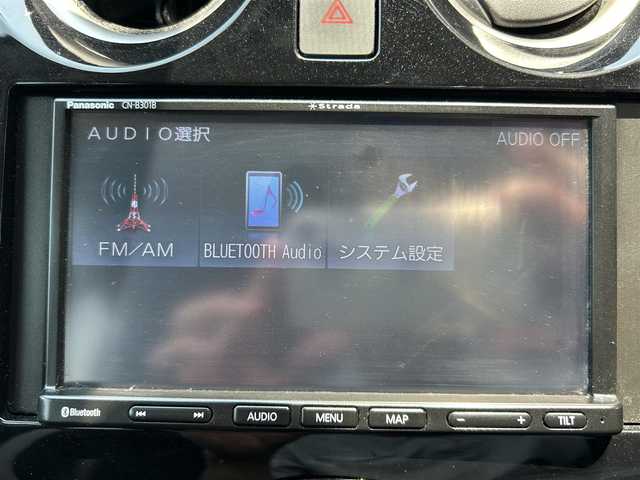 Panasonic CN-B301B
Strada
AUDIO選択
AUDIO OFF
FM/AM
BLUETOOTH Audio
システム設定
Bluetooth
AUDIO
MENU
MAP
- +
TILT